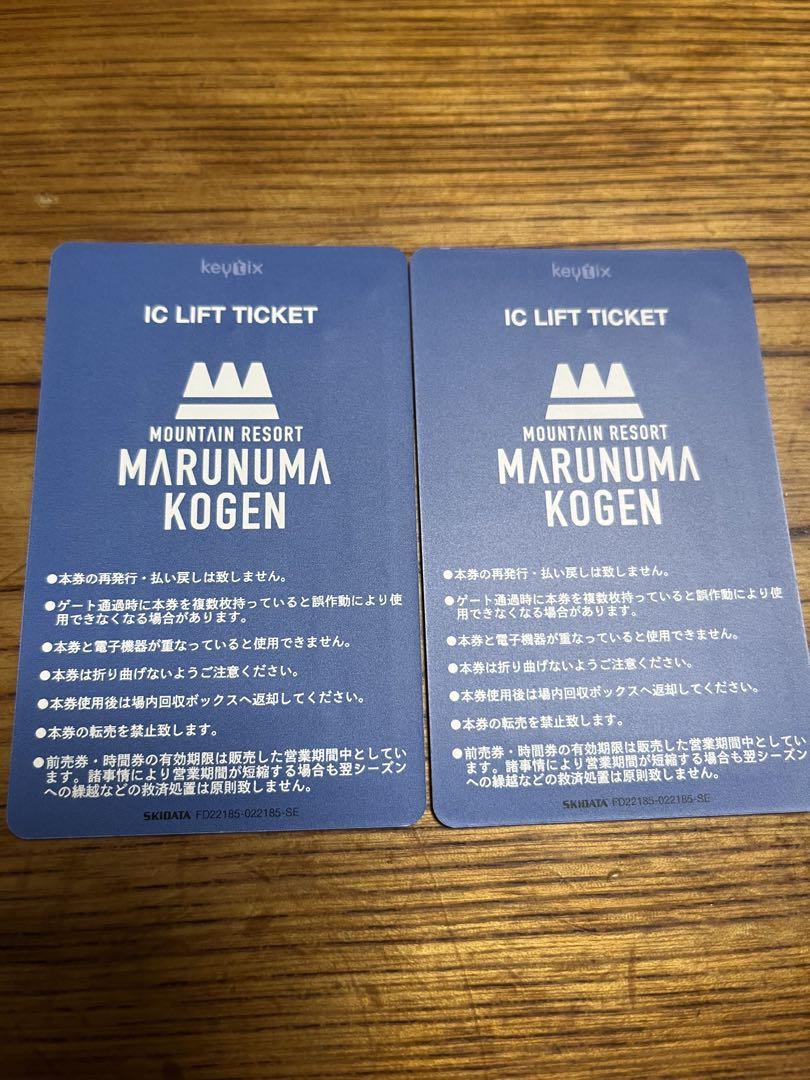 keytix
IC LIFT TICKET
MOUNTAIN RESORT
MARUNUMA
KOGEN
●本券の再発行・払い戻しは致しません。
●ゲート通過時に本券を複数枚持っていると誤作動により使
用できなくなる場合があります。
●本券と電子機器が重なっていると使用できません。
●本券は折り曲げないようご注意ください。
●本券使用後は場内回収ボックスへ返却してください。
●本券の転売を禁止致します。
●前売券・時間券の有効期限は販売した営業期間中としてい
ます。諸事情により営業期間が短縮する場合も翌シーズン
への繰越などの救済処置は原則致しません。
SKIDATA FD22185-022185-SE
keytix
IC LIFT TICKET
MOUNTAIN RESORT
MARUNUMA
KOGEN
●本券の再発行・払い戻しは致しません。
●ゲート通過時に本券を複数枚持っていると誤作動により使
用できなくなる場合があります。
●本券と電子機器が重なっていると使用できません。
●本券は折り曲げないようご注意ください。
●本券使用後は場内回収ボックスへ返却してください。
●本券の転売を禁止致します。
●前売券・時間券の有効期限は販売した営業期間中としてい
ます。諸事情により営業期間が短縮する場合も翌シーズン
への繰越などの救済処置は原則致しません。
SKIDATA FD22185-022185-SE